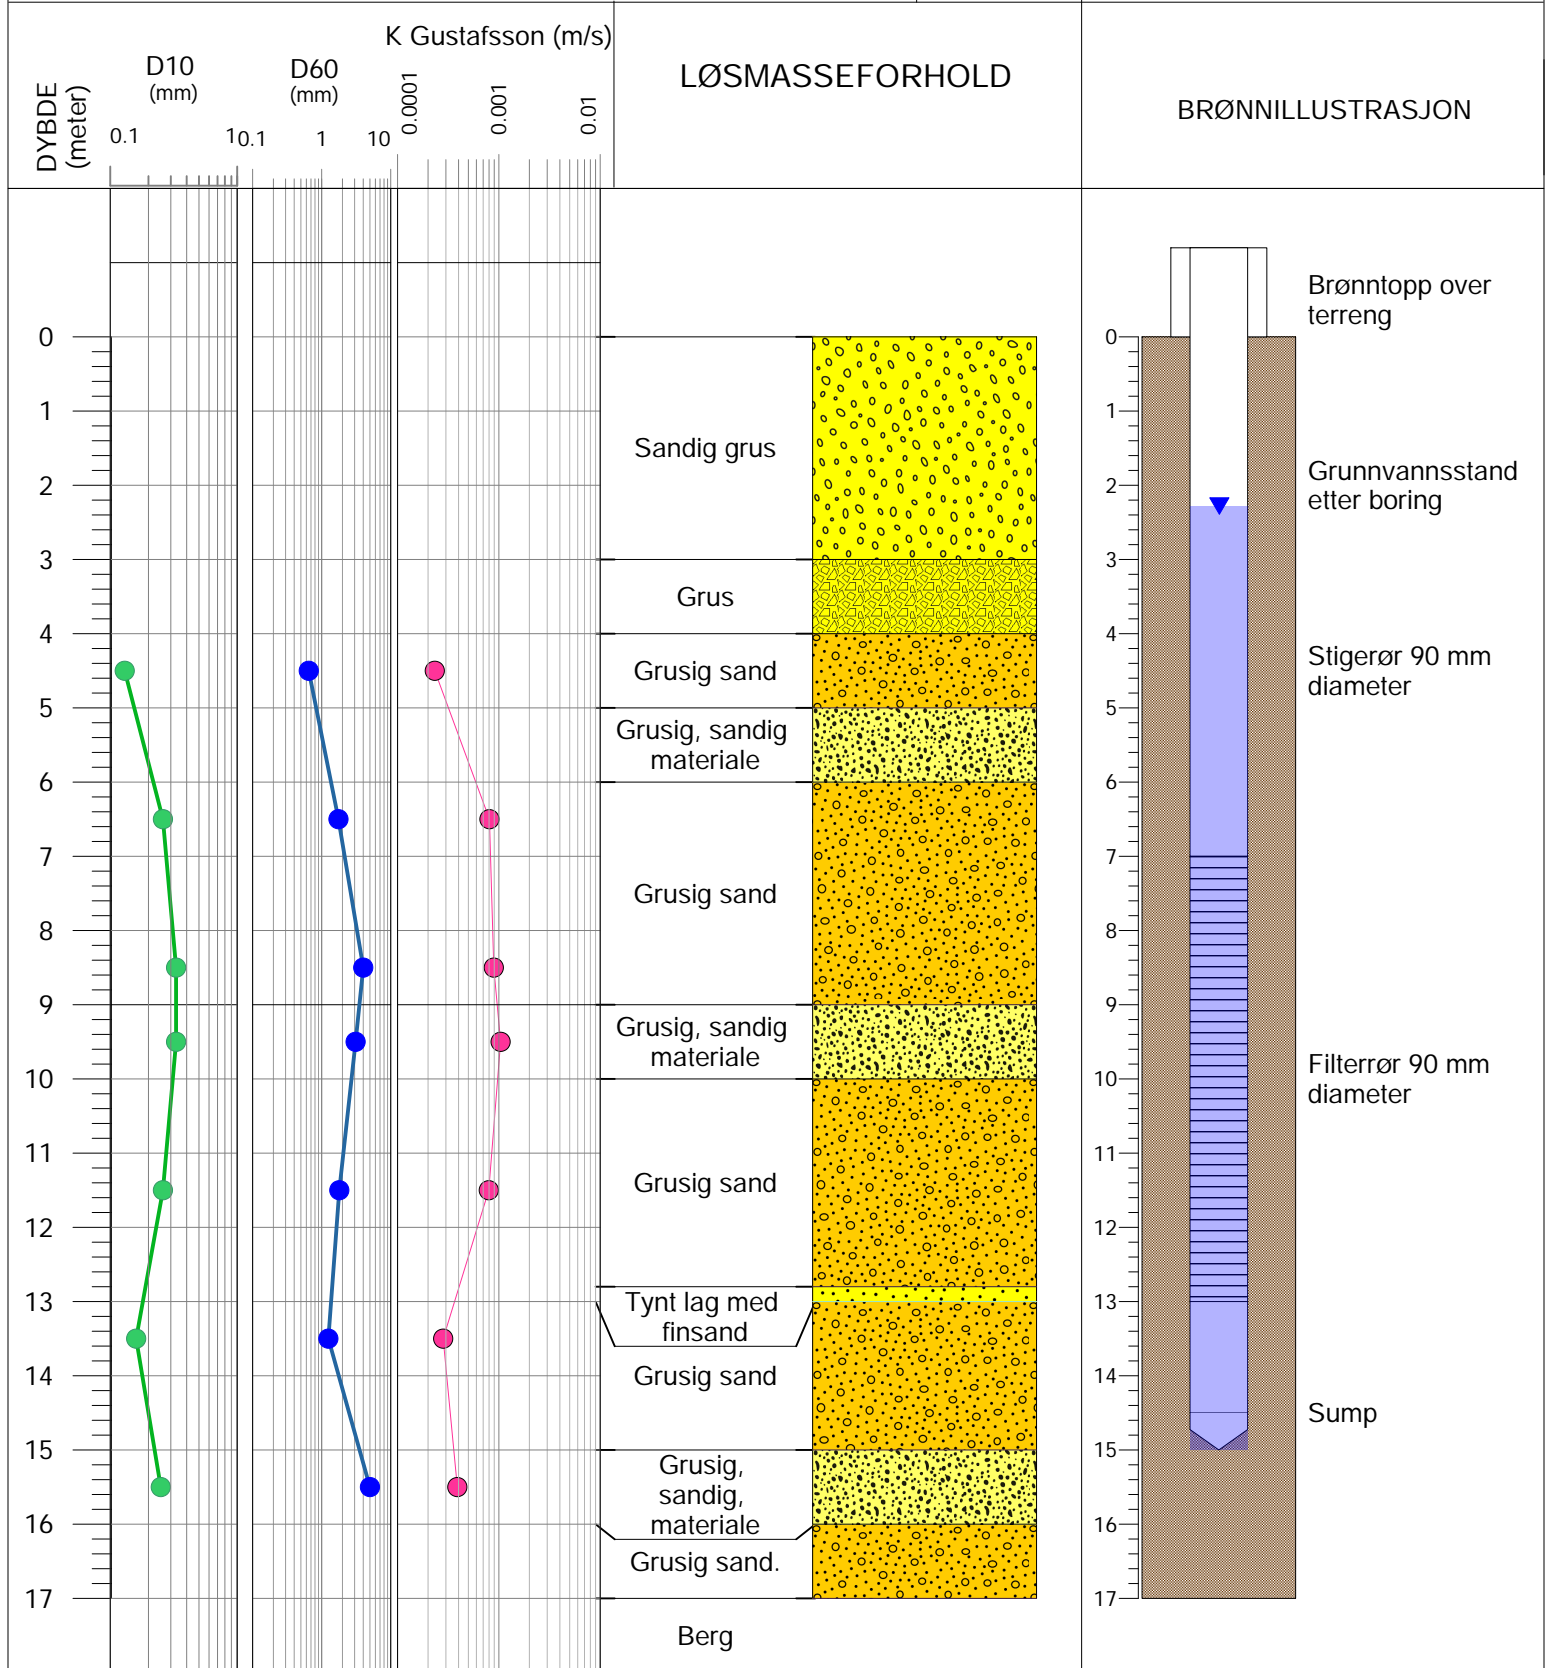 K Gustafsson (m/s)
D10
(mm)
D60
(mm)
DYBDE
(meter)
0.1
1
0.1
1
10
0.0001
0.001
0.01
LØSMASSEFORHOLD
BRØNNILLUSTRASJON
0
1
2
3
4
5
6
7
8
9
10
11
12
13
14
15
16
17
Sandig grus
Grus
Grusig sand
Grusig, sandig
materiale
Grusig sand
Grusig, sandig
materiale
Grusig sand
Tynt lag med
finsand
Grusig sand
Grusig,
sandig,
materiale
Grusig sand.
Berg
0
1
2
3
4
5
6
7
8
9
10
11
12
13
14
15
16
17
Brønntopp over
terreng
Grunnvannsstand
etter boring
Stigerør 90 mm
diameter
Filterrør 90 mm
diameter
Sump